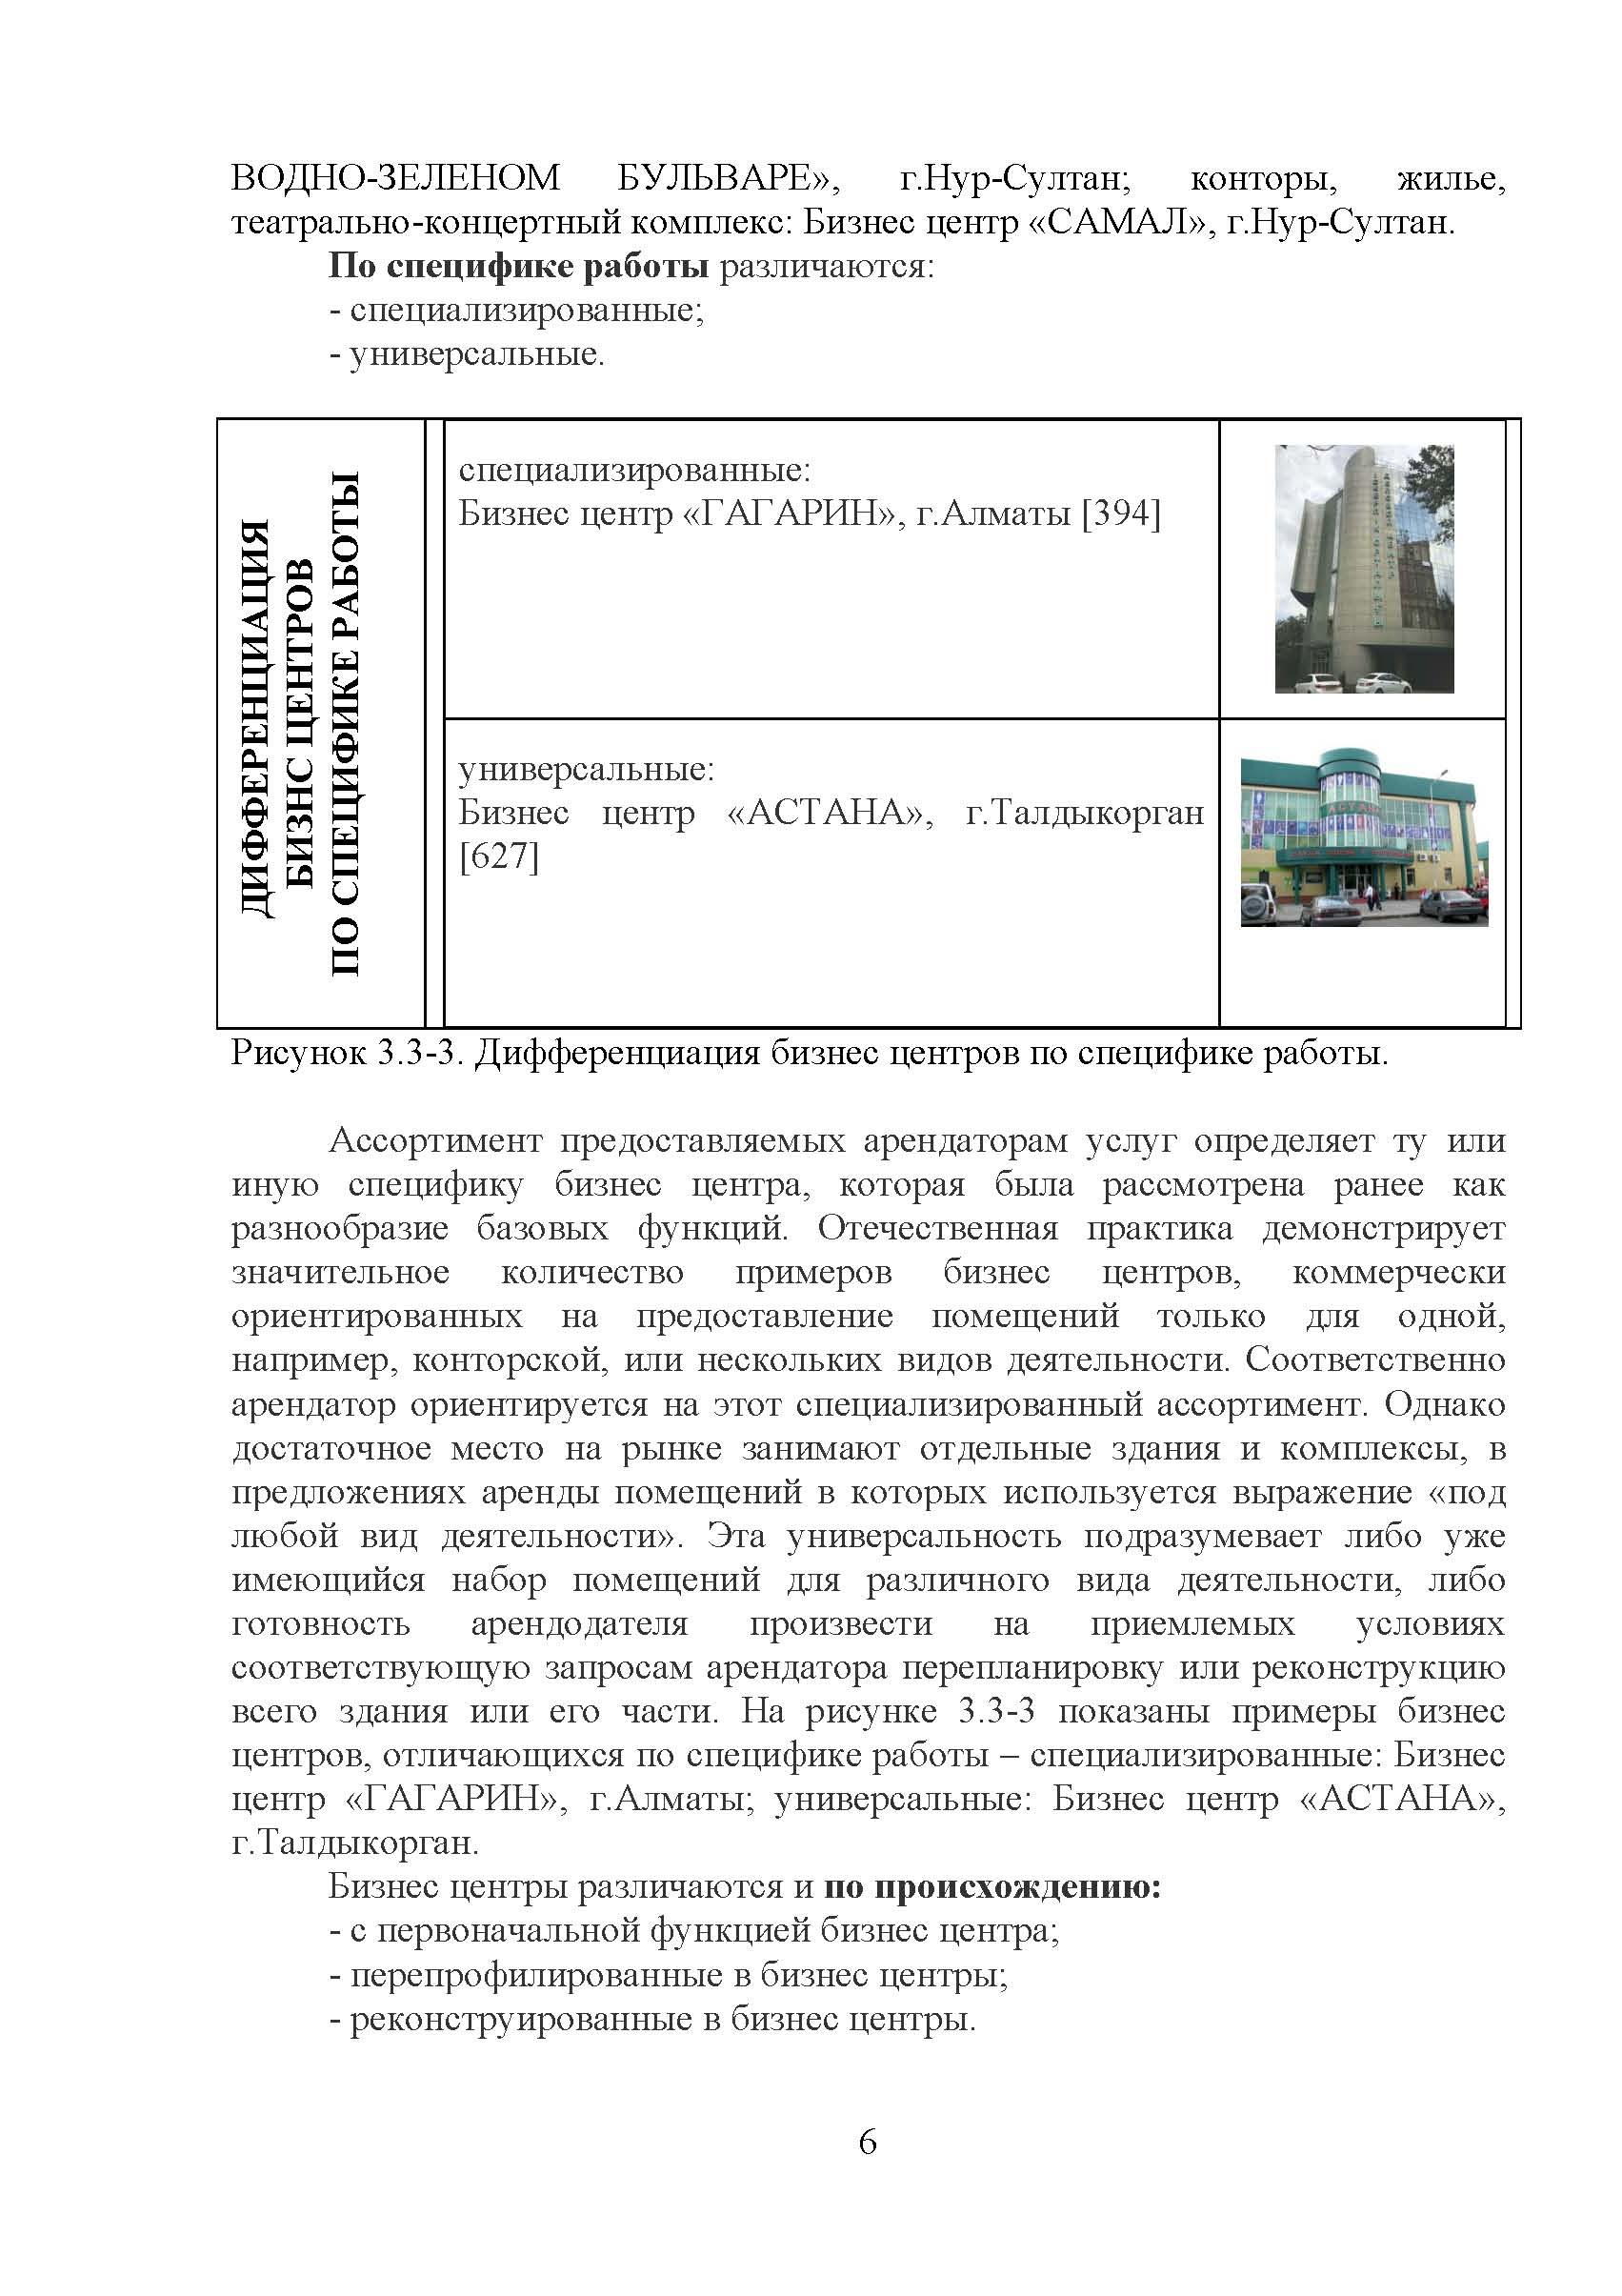 ВОДНО-ЗЕЛЕНОМ БУЛЬВАРЕ», г.Нур-Султан; конторы, жилье,
театрально-концертный комплекс: Бизнес центр «САМАЛ», г.Нур-Султан.
По специфике работы различаются:
- специализированные;
- универсальные.
ДИФФЕРЕНЦИАЦИЯ
БИЗНС ЦЕНТРОВ
ПО СПЕЦИФИКЕ РАБОТЫ
специализированные:
Бизнес центр «ГАГАРИН», г.Алматы [394]
универсальные:
Бизнес центр «АСТАНА», г.Талдыкорган
[627]
АСТАНА
Рисунок 3.3-3. Дифференциация бизнес центров по специфике работы.
Ассортимент предоставляемых арендаторам услуг определяет ту или
иную специфику бизнес центра, которая была рассмотрена ранее как
разнообразие базовых функций. Отечественная практика демонстрирует
значительное количество примеров бизнес центров, коммерчески
ориентированных на предоставление помещений только для одной,
например, конторской, или нескольких видов деятельности. Соответственно
арендатор ориентируется на этот специализированный ассортимент. Однако
достаточное место на рынке занимают отдельные здания и комплексы, в
предложениях аренды помещений в которых используется выражение «под
любой вид деятельности». Эта универсальность подразумевает либо уже
имеющийся набор помещений для различного вида деятельности, либо
готовность арендодателя произвести на приемлемых условиях
соответствующую запросам арендатора перепланировку или реконструкцию
всего здания или его части. На рисунке 3.3-3 показаны примеры бизнес
центров, отличающихся по специфике работы – специализированные: Бизнес
центр «ГАГАРИН», г.Алматы; универсальные: Бизнес центр «АСТАНА»,
г.Талдыкорган.
Бизнес центры различаются и по происхождению:
- с первоначальной функцией бизнес центра;
- перепрофилированные в бизнес центры;
- реконструированные в бизнес центры.
6